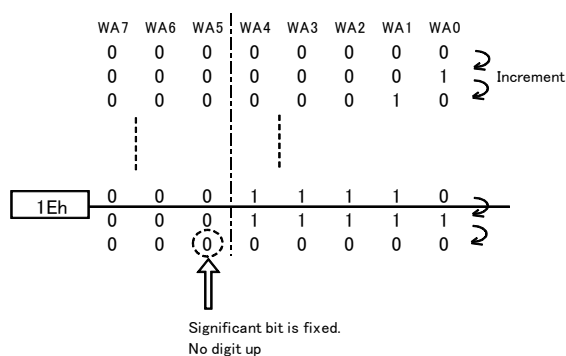 WA7 WA6 WA5 WA4 WA3 WA2 WA1 WA0
0 0 0 0 0 0 0 0
0 0 0 0 0 0 0 1 Increment
0 0 0 0 0 0 1 0
1Eh 0 0 0 1 1 1 1 0
0 0 0 1 1 1 1 1
0 0 0 0 0 0 0 0
Significant bit is fixed.
No digit up